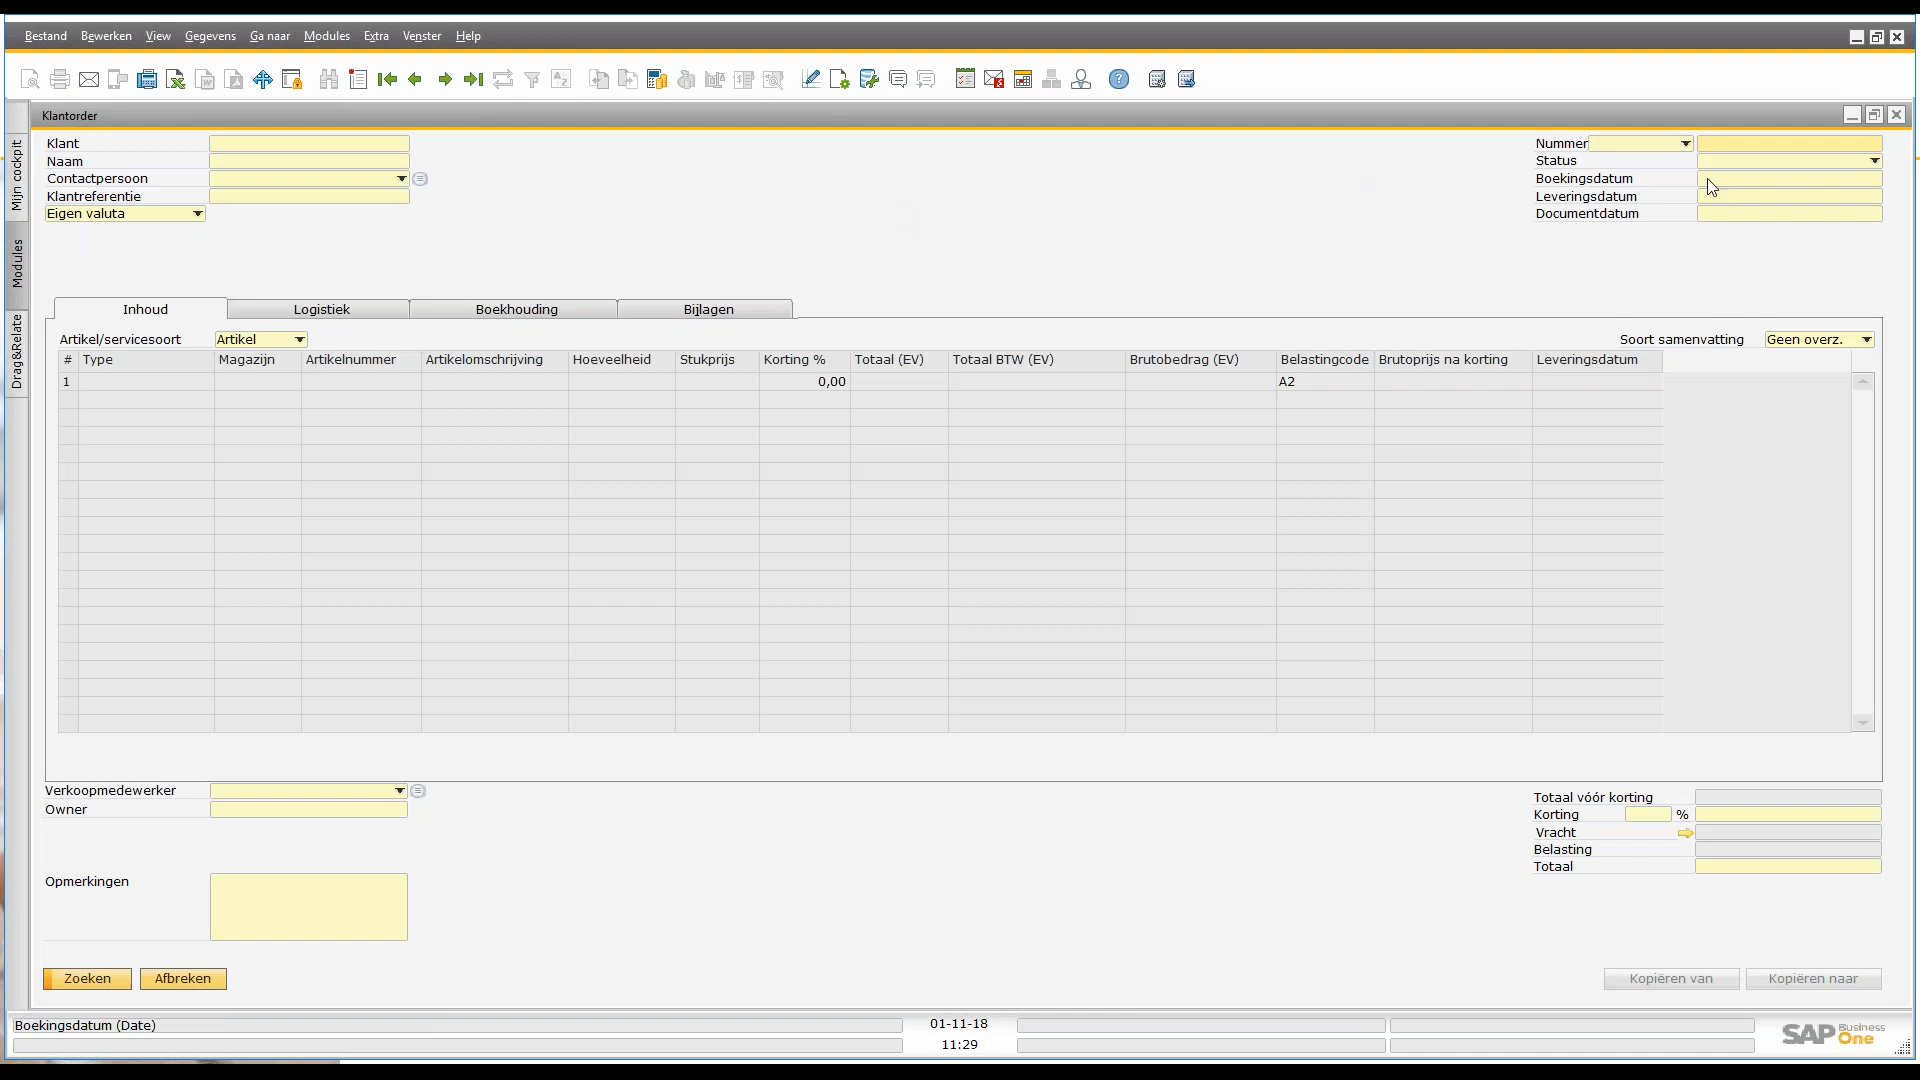 Bestand Bewerken View Gegevens Ga naar Modules Extra Venster Help
Klantorder
Mijn cockpit
Modules
Drag&Relate
Klant
Naam
Contactpersoon
Klantreferentie
Eigen valuta
Nummer
Status
Boekingsdatum
Leveringsdatum
Documentdatum
Inhoud Logistiek Boekhouding Bijlagen
Artikel/servicesoort Artikel Soort samenvatting Geen overz.
# Type Magazijn Artikelnummer Artikelomschrijving Hoeveelheid Stukprijs Korting % Totaal (EV) Totaal BTW (EV) Brutobedrag (EV) Belastingcode Brutoprijs na korting Leveringsdatum
1 0,00 A2
Verkoopmedewerker
Owner
Opmerkingen
Totaal vóór korting
Korting %
Vracht
Belasting
Totaal
Zoeken Afbreken Kopiëren van Kopiëren naar
Boekingsdatum (Date) 01-11-18
11:29
SAP Business One